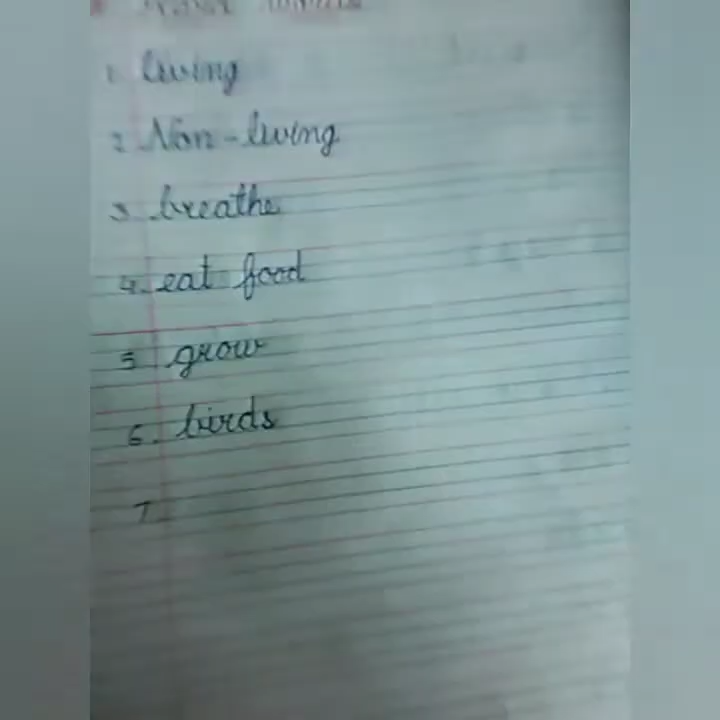 1. living
2. Non-living
3. breathe
4. eat food
5. grow
6. birds
7.